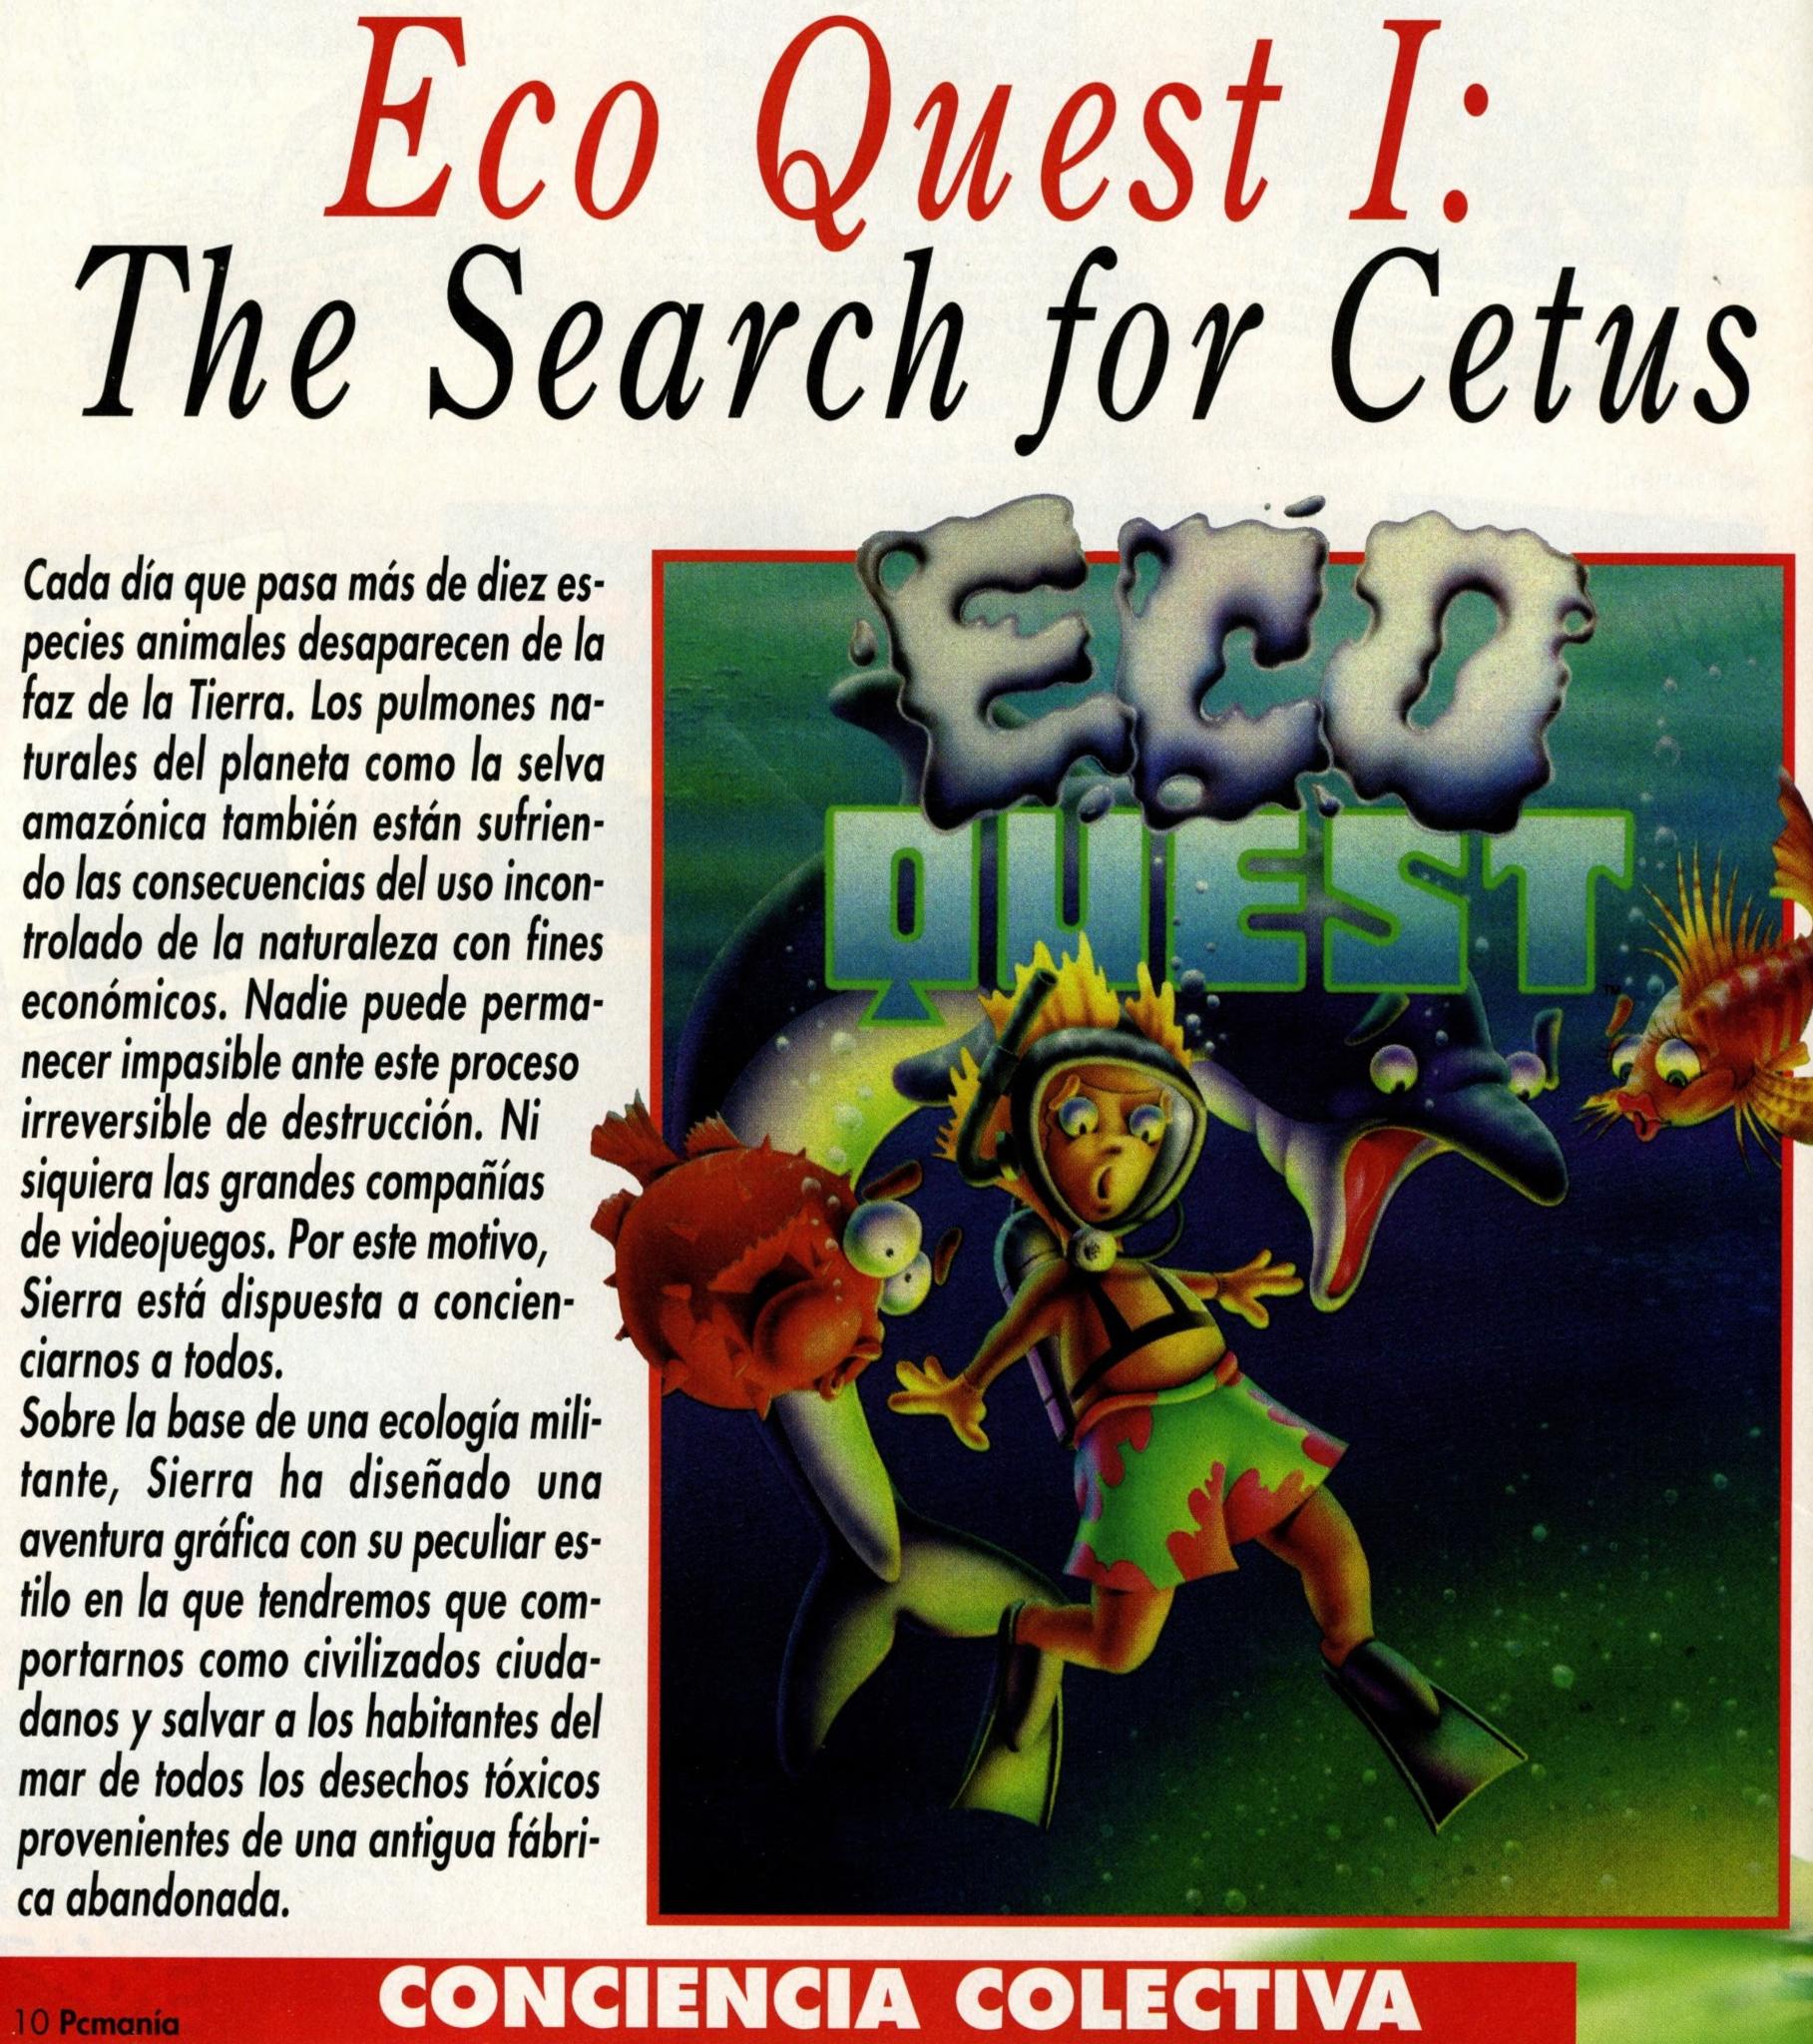 Eco Quest I:
The Search for Cetus
Cada día que pasa más de diez es-
pecies animales desaparecen de la
faz de la Tierra. Los pulmones na-
turales del planeta como la selva
amazónica también están sufrien-
do las consecuencias del uso incon-
trolado de la naturaleza con fines
económicos. Nadie puede perma-
necer impasible ante este proceso
irreversible de destrucción. Ni
siquiera las grandes compañías
de videojuegos. Por este motivo,
Sierra está dispuesta a concien-
ciarnos a todos.
Sobre la base de una ecología mili-
tante, Sierra ha diseñado una
aventura gráfica con su peculiar es-
tilo en la que tendremos que com-
portarnos como civilizados ciuda-
danos y salvar a los habitantes del
mar de todos los desechos tóxicos
provenientes de una antigua fábri-
ca abandonada.
ECO
QUEST™
CONCIENCIA COLECTIVA
10 Pcmanía